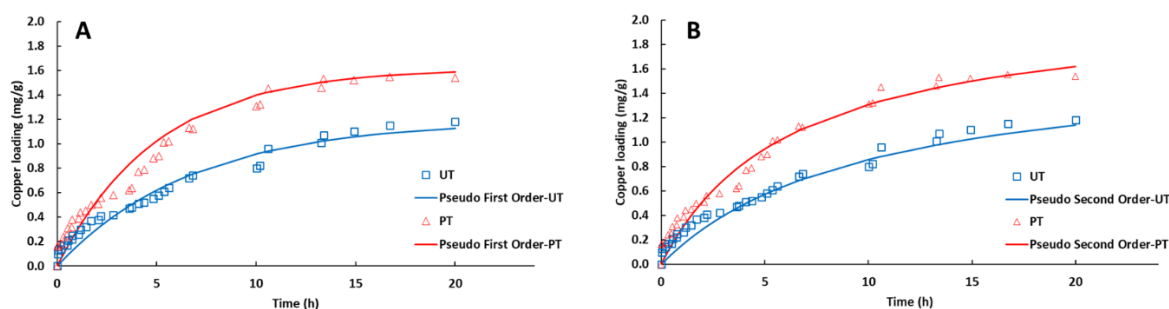 A
Copper loading (mg/g)
2.0
1.8
1.6
1.4
1.2
1.0
0.8
0.6
0.4
0.2
0.0
0
5
10
15
20
Time (h)
UT
Pseudo First Order-UT
PT
Pseudo First Order-PT
B
Copper loading (mg/g)
2.0
1.8
1.6
1.4
1.2
1.0
0.8
0.6
0.4
0.2
0.0
0
5
10
15
20
Time (h)
UT
Pseudo Second Order-UT
PT
Pseudo Second Order-PT